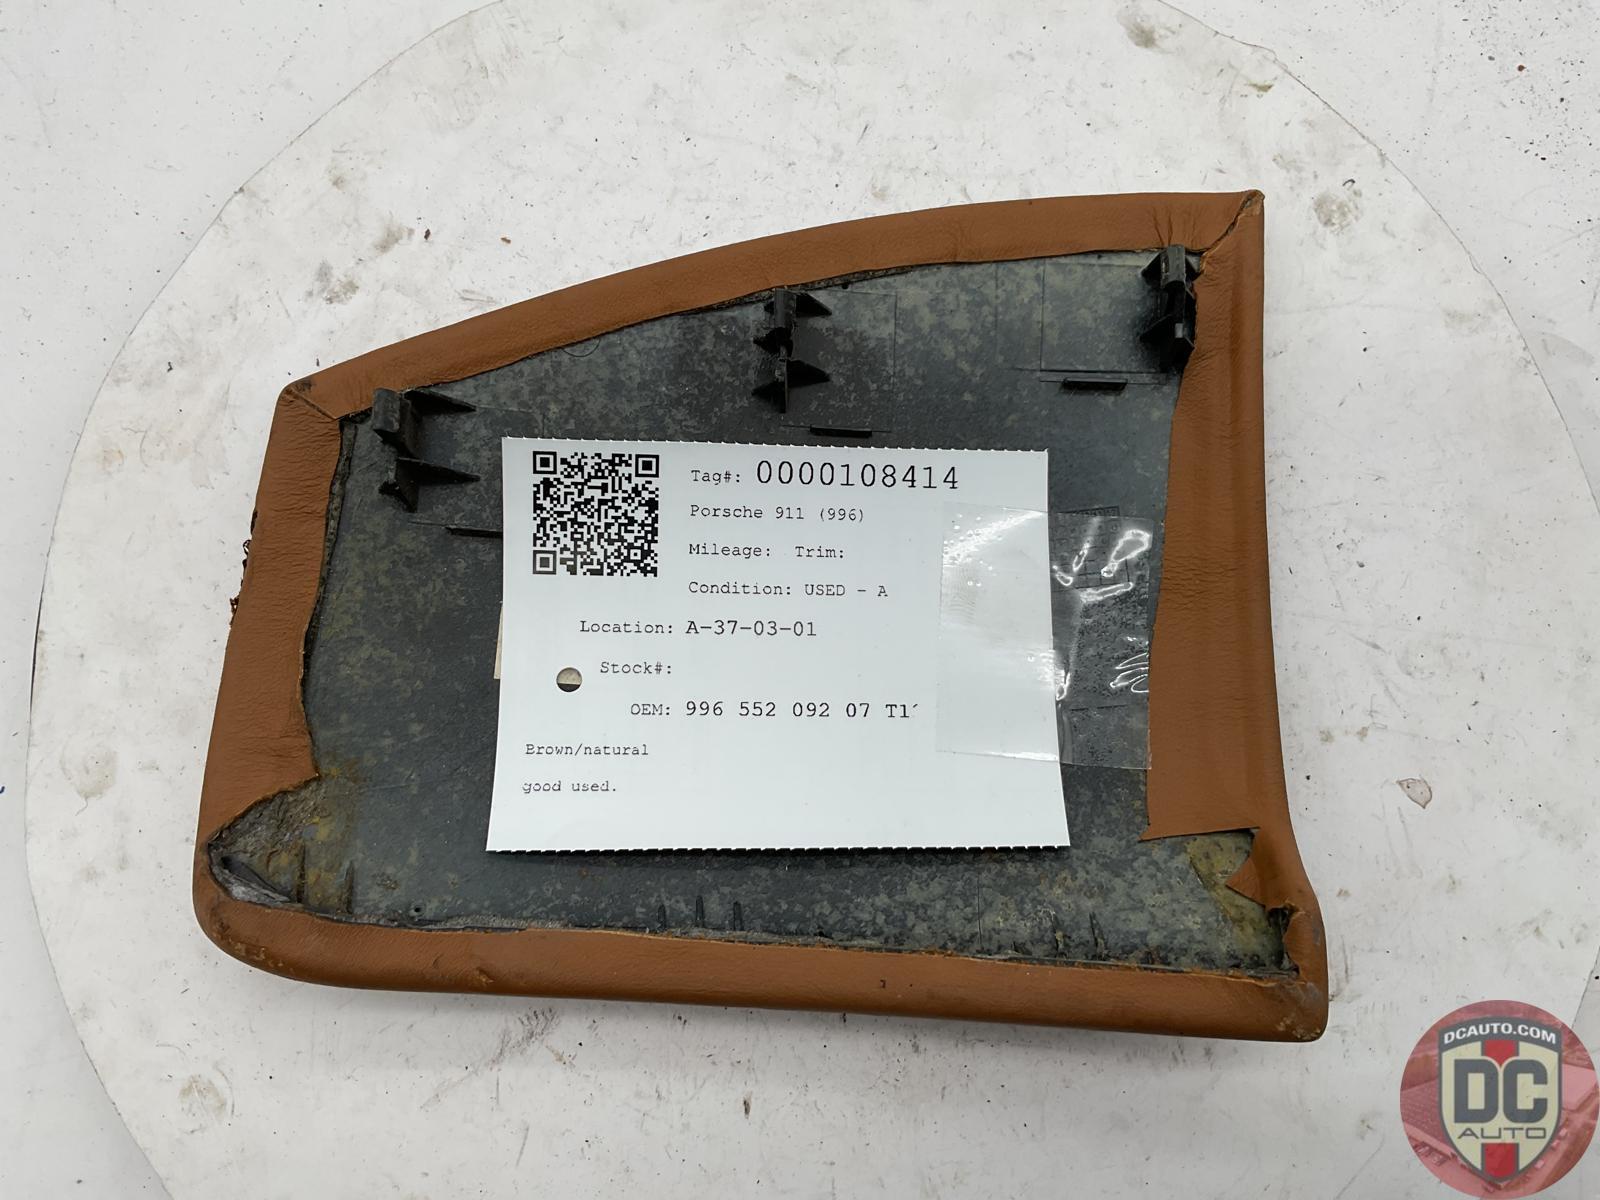 Tag#: 0000108414
Porsche 911 (996)
Mileage: Trim:
Condition: USED - A
Location: A-37-03-01
Stock#:
OEM: 996 552 092 07
Brown/natural
good used.
DCAUTO.COM
DC
AUTO